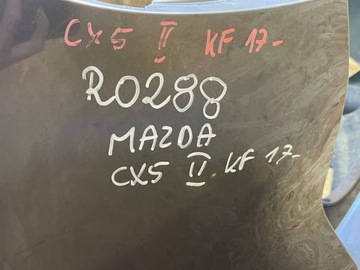 CX5 II KF 17-
R0288
MAZDA
CX5 II KF 17-